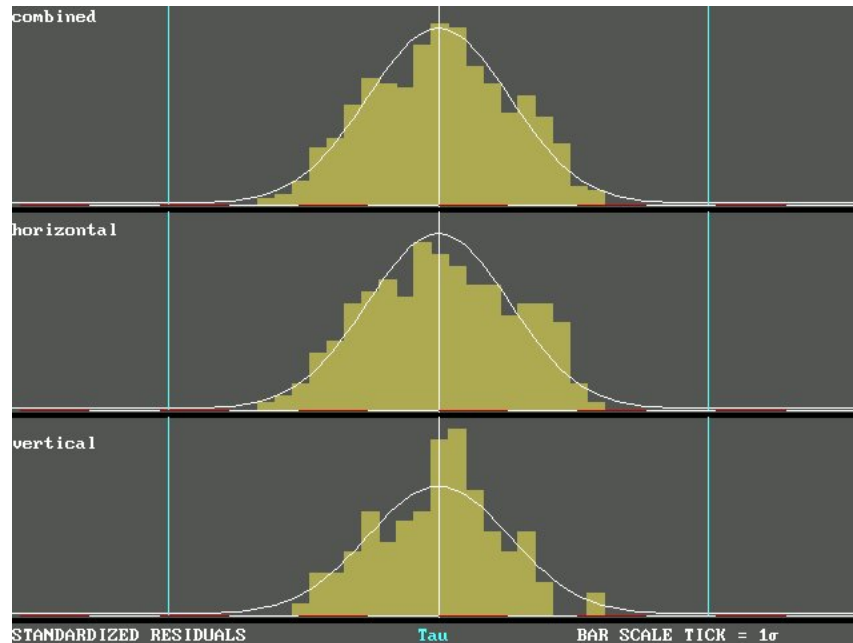 combined
horizontal
vertical
STANDARDIZED RESIDUALS Tau BAR SCALE TICK = 1σ